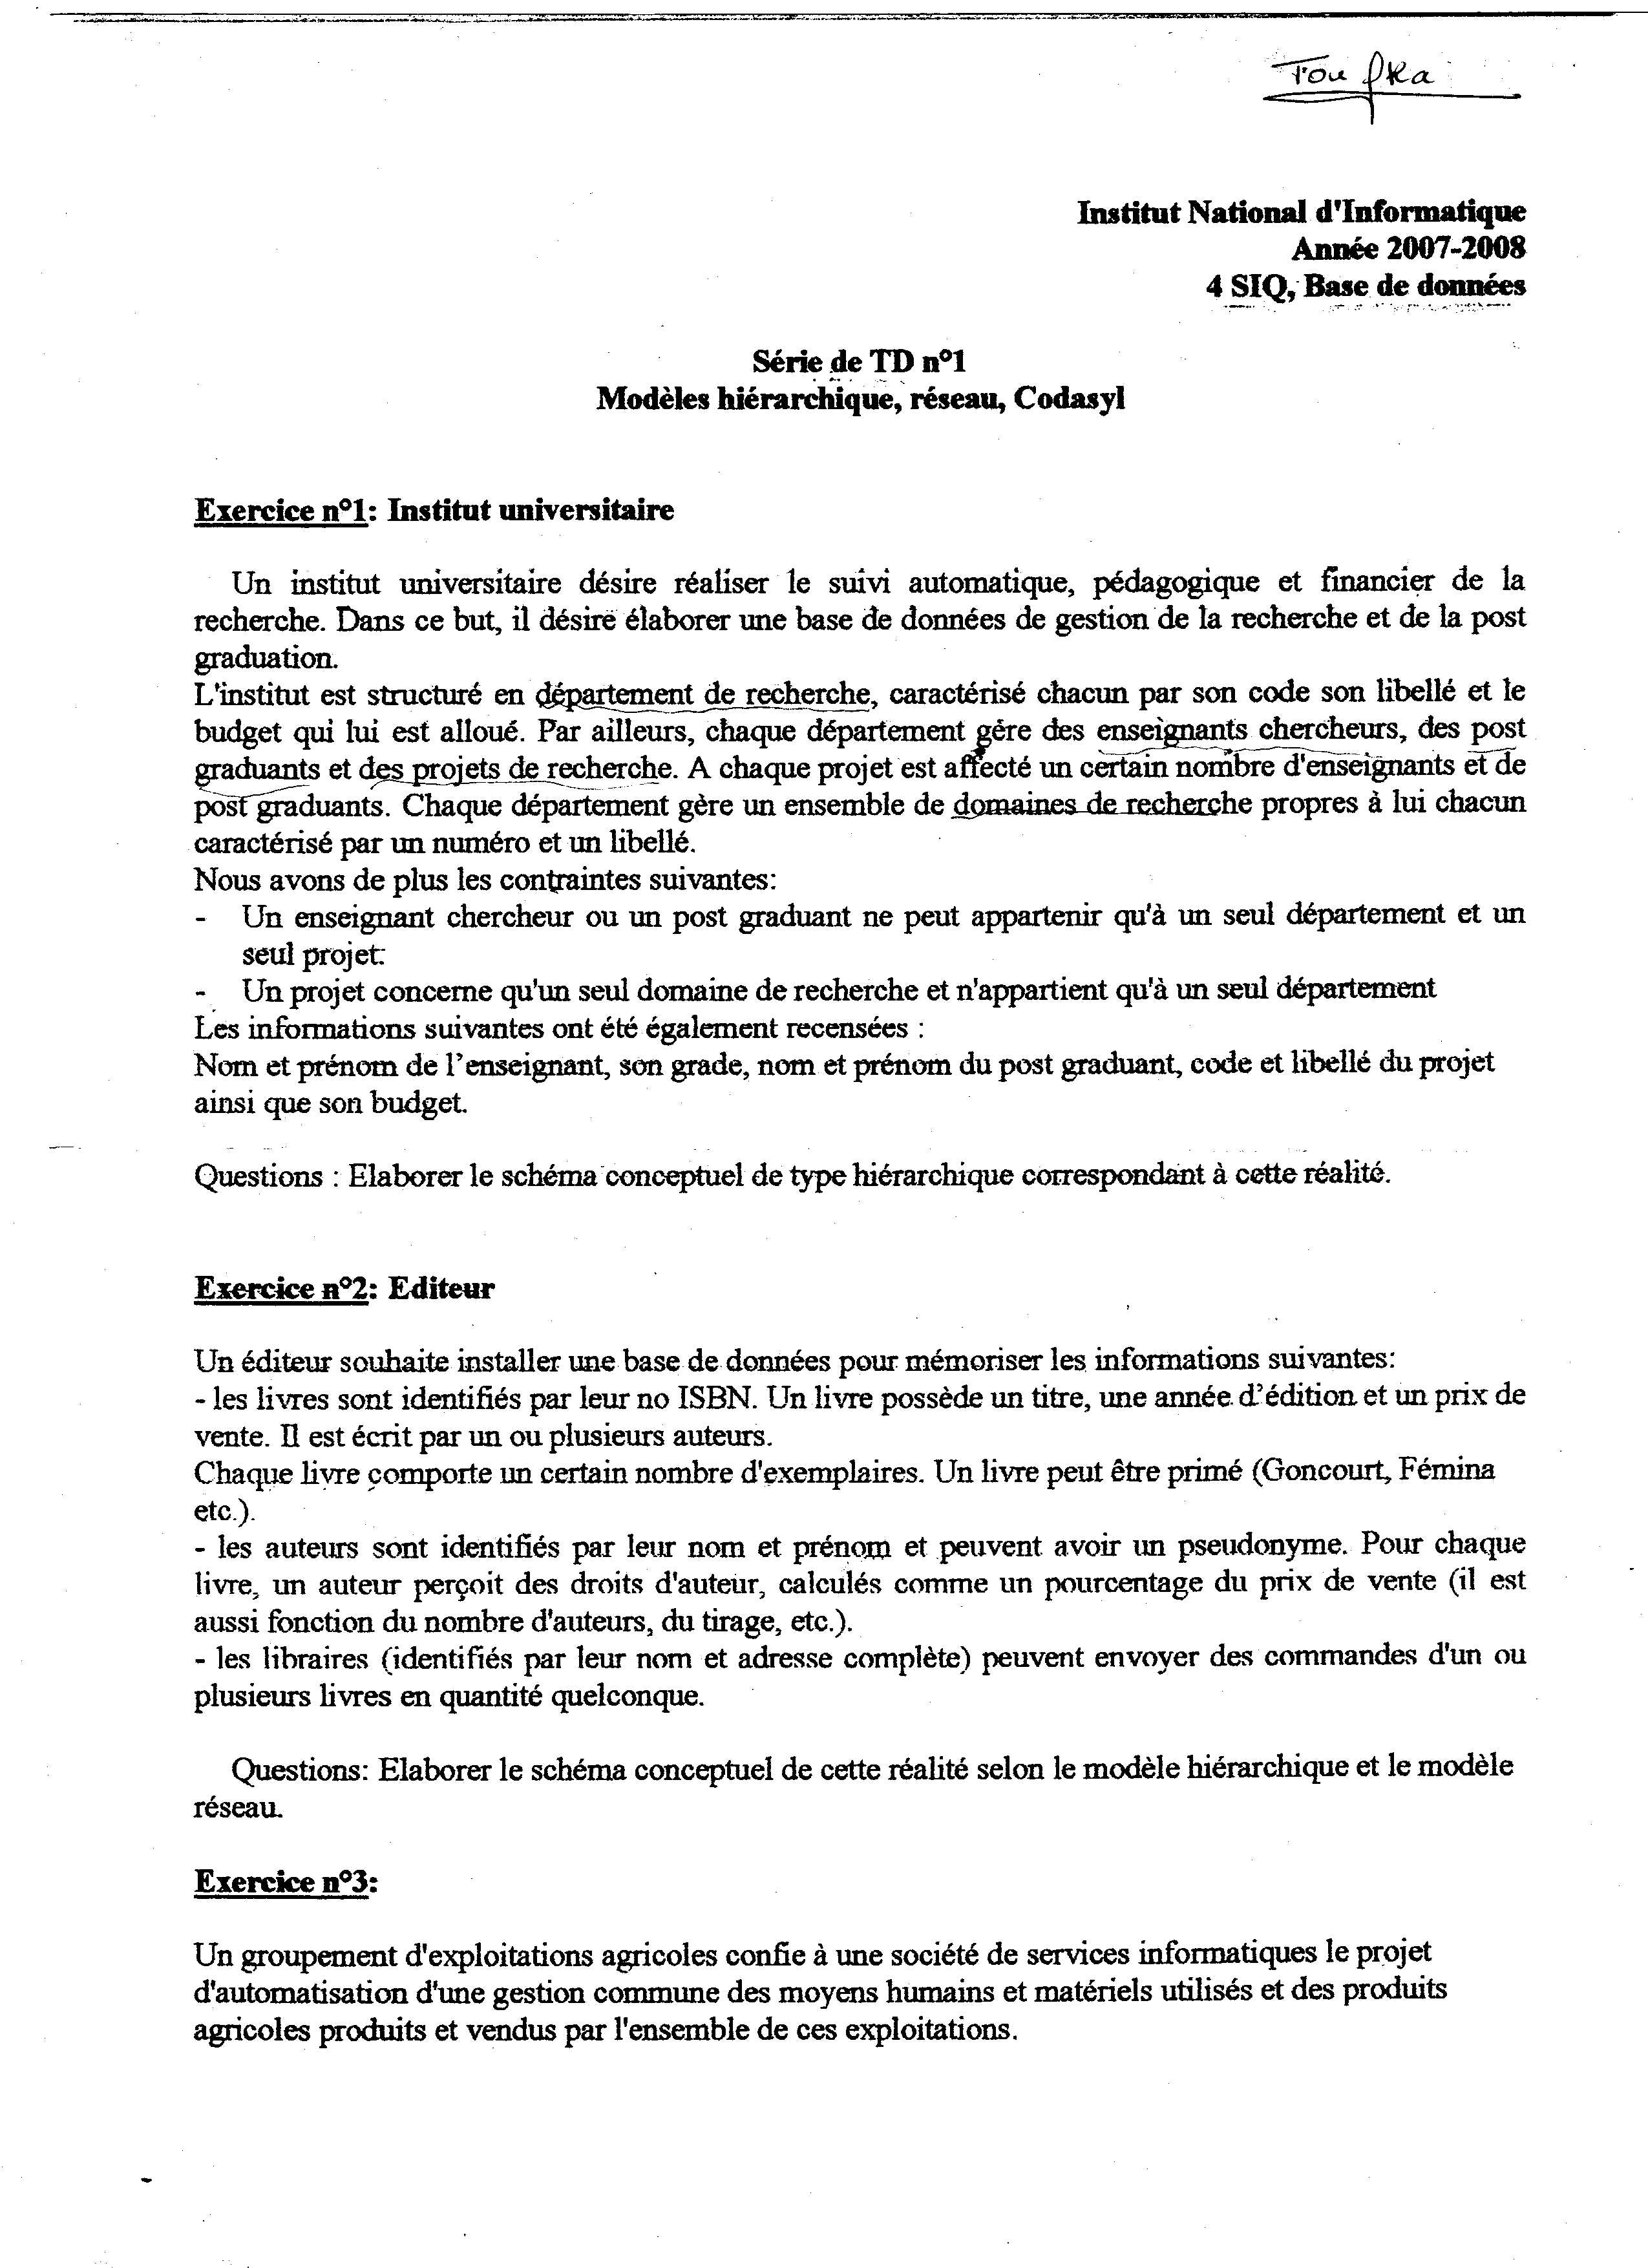 Toufka
Institut National d'Informatique
Année 2007-2008
4 SIQ, Base de données
Série de TD n°1
Modèles hiérarchique, réseau, Codasyl
Exercice n°1: Institut universitaire
Un institut universitaire désire réaliser le suivi automatique, pédagogique et financier de la
recherche. Dans ce but, il désire élaborer une base de données de gestion de la recherche et de la post
graduation.
L'institut est structuré en département de recherche, caractérisé chacun par son code son libellé et le
budget qui lui est alloué. Par ailleurs, chaque département gère des enseignants chercheurs, des post
graduants et des projets de recherche. A chaque projet est affecté un certain nombre d'enseignants et de
post graduants. Chaque département gère un ensemble de domaines de recherche propres à lui chacun
caractérisé par un numéro et un libellé.
Nous avons de plus les contraintes suivantes:
- Un enseignant chercheur ou un post graduant ne peut appartenir qu'à un seul département et un
seul projet.
- Un projet concerne qu'un seul domaine de recherche et n'appartient qu'à un seul département
Les informations suivantes ont été également recensées :
Nom et prénom de l'enseignant, son grade, nom et prénom du post graduant, code et libellé du projet
ainsi que son budget.
Questions : Elaborer le schéma conceptuel de type hiérarchique correspondant à cette réalité.
Exercice n°2: Editeur
Un éditeur souhaite installer une base de données pour mémoriser les informations suivantes:
- les livres sont identifiés par leur no ISBN. Un livre possède un titre, une année d'édition et un prix de
vente. Il est écrit par un ou plusieurs auteurs.
Chaque livre comporte un certain nombre d'exemplaires. Un livre peut être primé (Goncourt, Fémina
etc.).
- les auteurs sont identifiés par leur nom et prénom et peuvent avoir un pseudonyme. Pour chaque
livre, un auteur perçoit des droits d'auteur, calculés comme un pourcentage du prix de vente (il est
aussi fonction du nombre d'auteurs, du tirage, etc.).
- les libraires (identifiés par leur nom et adresse complète) peuvent envoyer des commandes d'un ou
plusieurs livres en quantité quelconque.
Questions: Elaborer le schéma conceptuel de cette réalité selon le modèle hiérarchique et le modèle
réseau.
Exercice n°3:
Un groupement d'exploitations agricoles confie à une société de services informatiques le projet
d'automatisation d'une gestion commune des moyens humains et matériels utilisés et des produits
agricoles produits et vendus par l'ensemble de ces exploitations.